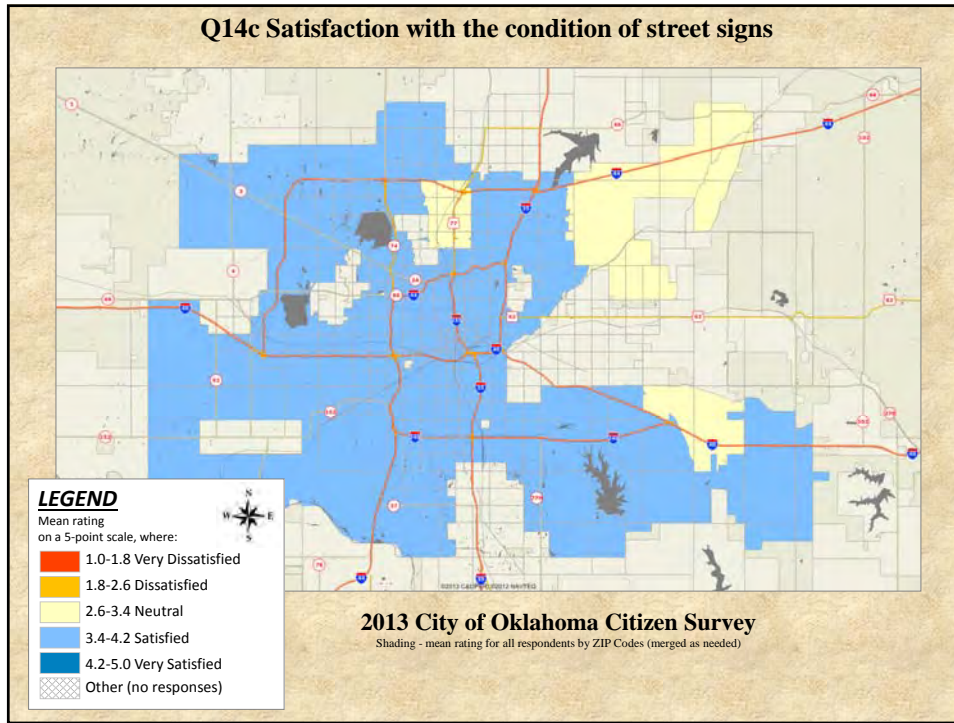 Q14c Satisfaction with the condition of street signs
LEGEND
Mean rating
on a 5-point scale, where:
N
W E
S
1.0-1.8 Very Dissatisfied
1.8-2.6 Dissatisfied
2.6-3.4 Neutral
3.4-4.2 Satisfied
4.2-5.0 Very Satisfied
Other (no responses)
2013 City of Oklahoma Citizen Survey
Shading - mean rating for all respondents by ZIP Codes (merged as needed)